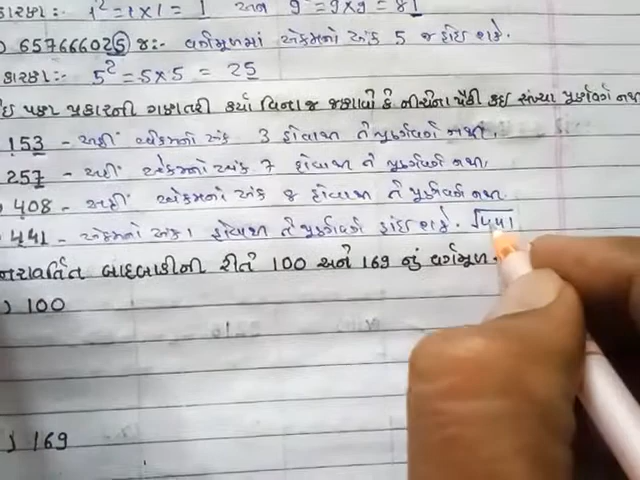 કારણ:- 1² = 1 × 1 = 1 અને 9² = 9 × 9 = 81
) 657666025 જ:- વર્ગમૂળમાં એકમનો અંક 5 જ હોઈ શકે.
કારણ:- 5² = 5 × 5 = 25
ઈ પણ પ્રકારની ગણતરી કર્યા વિના જ જણાવો કે નીચેના પૈકી કઇ સંખ્યા પૂર્ણવર્ગ નથી
153 - અહીં એકમનો અંક 3 હોવાથી તે પૂર્ણવર્ગ નથી.
257 - અહીં એકમનો અંક 7 હોવાથી તે પૂર્ણવર્ગ નથી.
408 - અહીં એકમનો અંક 8 હોવાથી તે પૂર્ણવર્ગ નથી.
441 - એકમનો અંક 1 હોવાથી તે પૂર્ણવર્ગ હોઇ શકે. √441
નરાવર્તિત બાદબાકીની રીતે 100 અને 169 નું વર્ગમૂળ
) 100
) 169